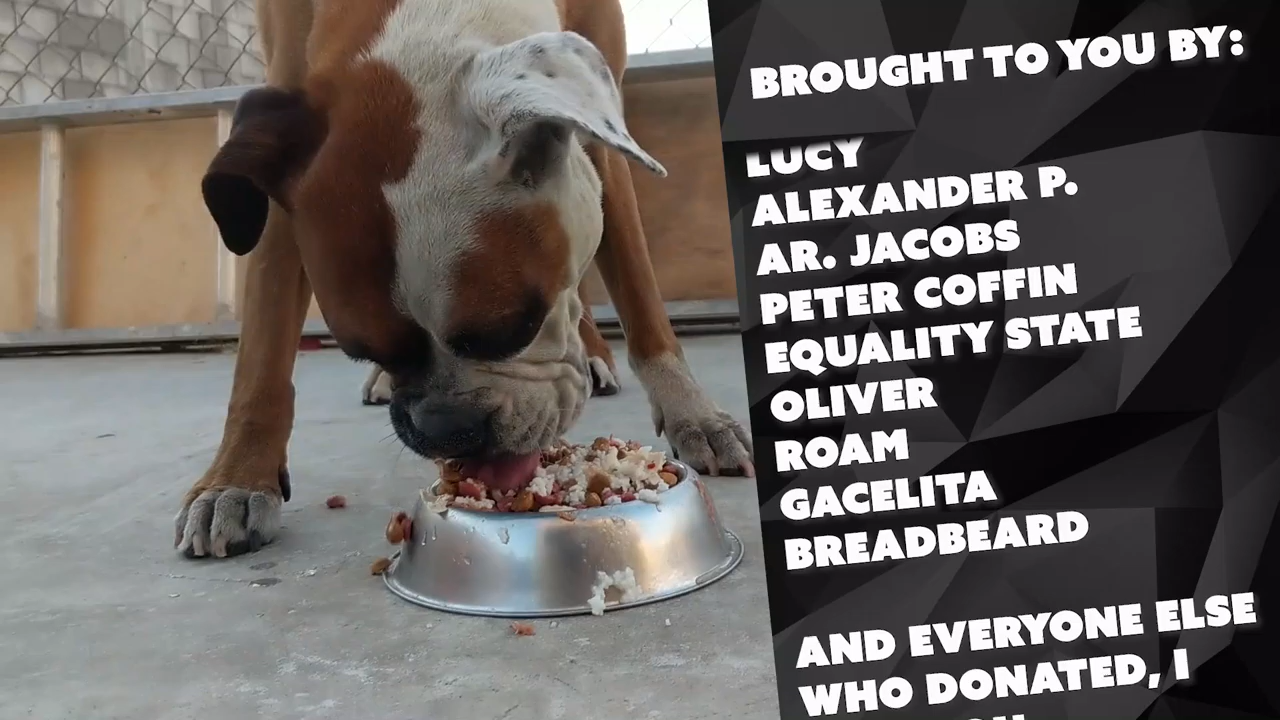 BROUGHT TO YOU BY:
LUCY
ALEXANDER P.
AR. JACOBS
PETER COFFIN
EQUALITY STATE
OLIVER
ROAM
GACELITA
BREADBEARD
AND EVERYONE ELSE
WHO DONATED, I